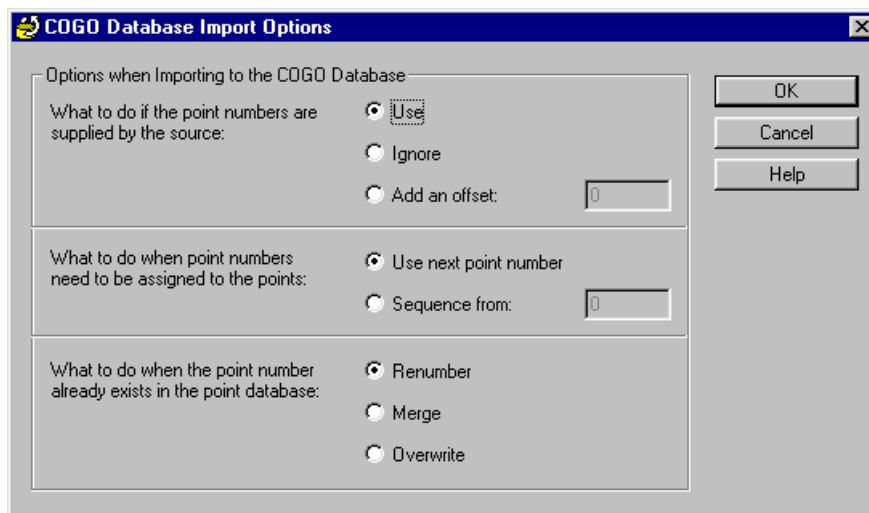 COGO Database Import Options
Options when Importing to the COGO Database
What to do if the point numbers are
supplied by the source:
Use
Ignore
Add an offset:
0
What to do when point numbers
need to be assigned to the points:
Use next point number
Sequence from:
0
What to do when the point number
already exists in the point database:
Renumber
Merge
Overwrite
OK
Cancel
Help